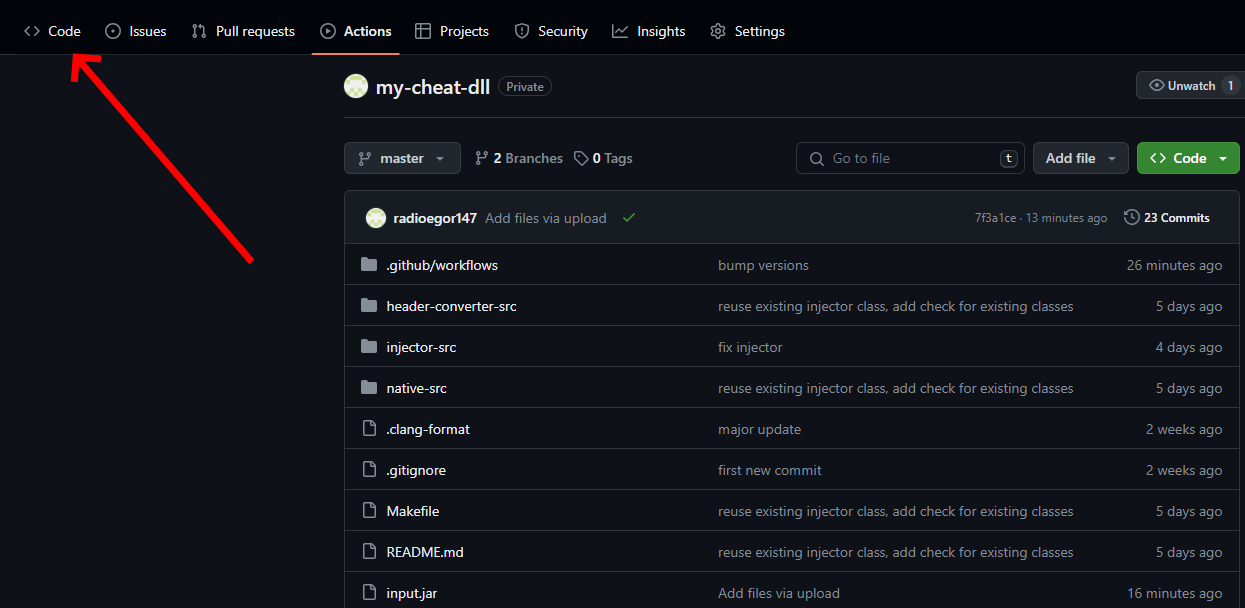 Code Issues Pull requests Actions Projects Security Insights Settings
my-cheat-dll Private Unwatch 1
master 2 Branches 0 Tags Go to file t Add file Code
radioegor147 Add files via upload 7f3a1ce · 13 minutes ago 23 Commits
.github/workflows bump versions 26 minutes ago
header-converter-src reuse existing injector class, add check for existing classes 5 days ago
injector-src fix injector 4 days ago
native-src reuse existing injector class, add check for existing classes 5 days ago
.clang-format major update 2 weeks ago
.gitignore first new commit 2 weeks ago
Makefile reuse existing injector class, add check for existing classes 5 days ago
README.md reuse existing injector class, add check for existing classes 5 days ago
input.jar Add files via upload 16 minutes ago